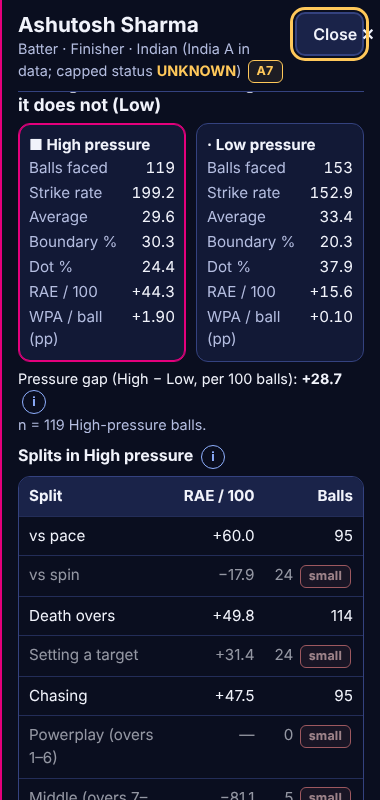 Ashutosh Sharma
Close ×
Batter · Finisher · Indian (India A in
data; capped status UNKNOWN) A7
it does not (Low)
■ High pressure
Balls faced 119
Strike rate 199.2
Average 29.6
Boundary % 30.3
Dot % 24.4
RAE / 100 +44.3
WPA / ball +1.90
(pp)
· Low pressure
Balls faced 153
Strike rate 152.9
Average 33.4
Boundary % 20.3
Dot % 37.9
RAE / 100 +15.6
WPA / ball +0.10
(pp)
Pressure gap (High − Low, per 100 balls): +28.7
i
n = 119 High-pressure balls.
Splits in High pressure i
Split RAE / 100 Balls
vs pace +60.0 95
vs spin −17.9 24 small
Death overs +49.8 114
Setting a target +31.4 24 small
Chasing +47.5 95
Powerplay (overs — 0 small
1–6)
Middle (overs 7– −81.1 5 small